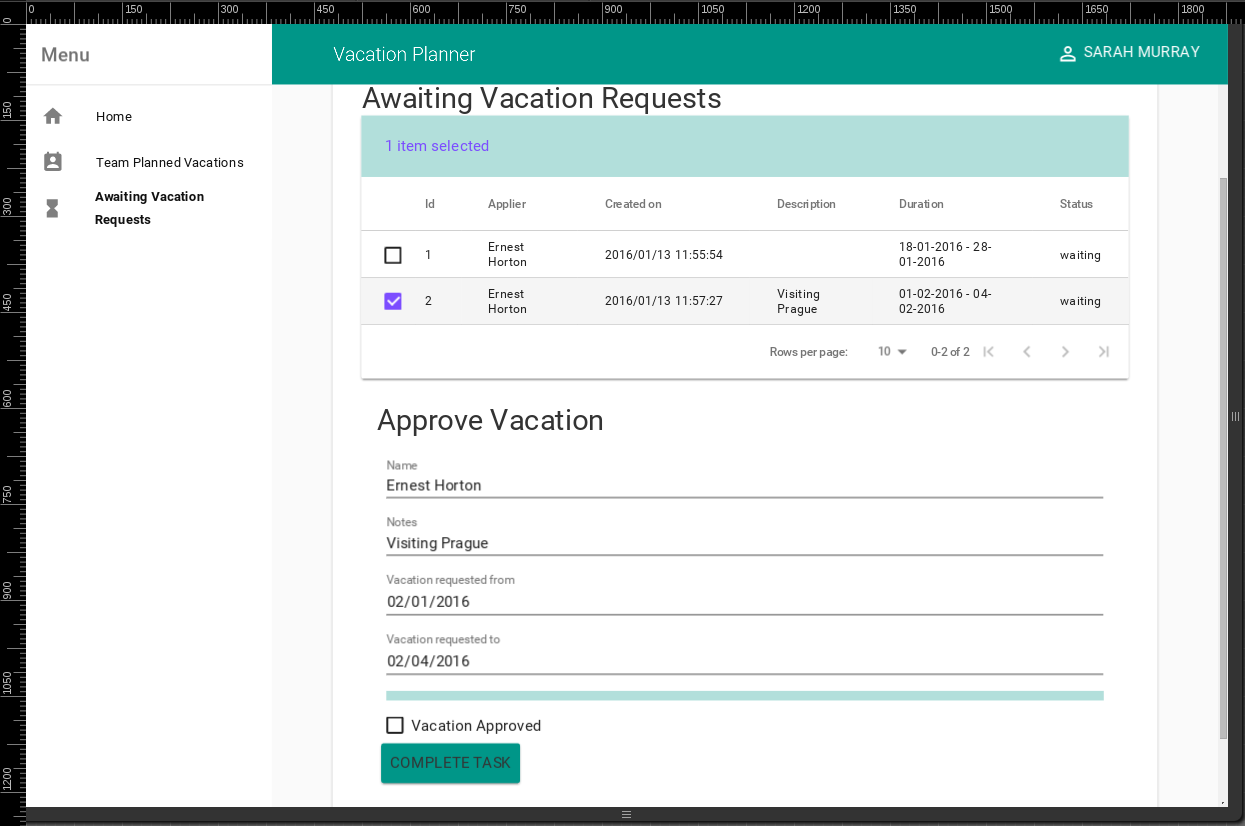 0 150 300 450 600 750 900 1050 1200 1350 1500 1650 1800
0
150
300
450
600
750
900
1050
1200
Menu
Vacation Planner
SARAH MURRAY
Home
Team Planned Vacations
Awaiting Vacation
Requests
Awaiting Vacation Requests
1 item selected
Id Applier Created on Description Duration Status
1 Ernest
Horton 2016/01/13 11:55:54 18-01-2016 - 28-
01-2016 waiting
2 Ernest
Horton 2016/01/13 11:57:27 Visiting
Prague 01-02-2016 - 04-
02-2016 waiting
Rows per page: 10 0-2 of 2
Approve Vacation
Name
Ernest Horton
Notes
Visiting Prague
Vacation requested from
02/01/2016
Vacation requested to
02/04/2016
Vacation Approved
COMPLETE TASK